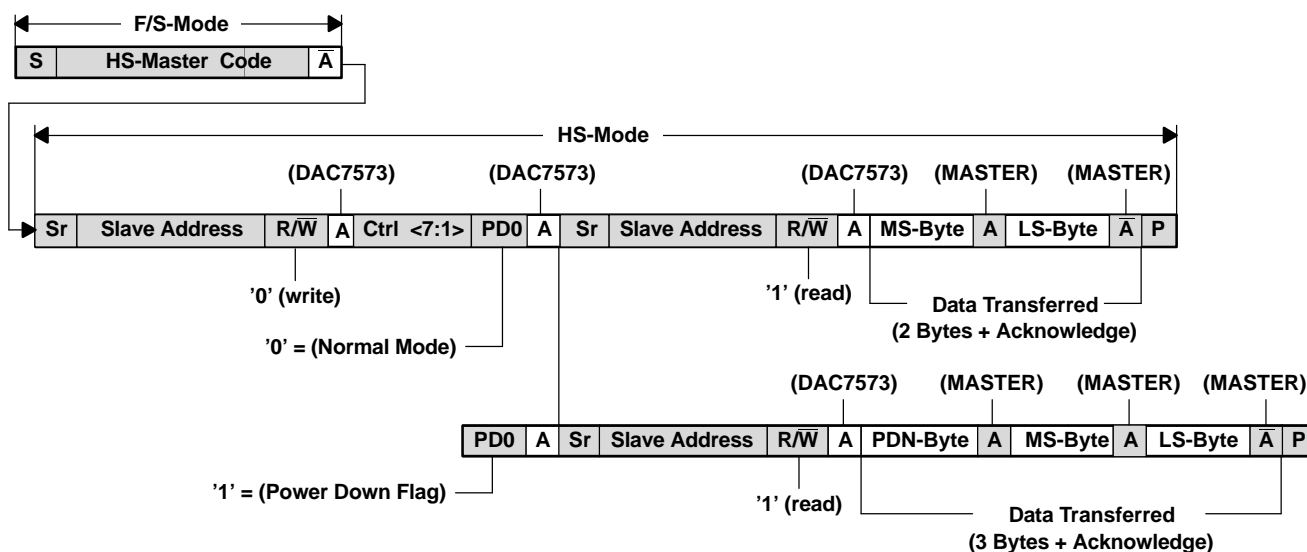 F/S-Mode
S HS-Master Code A̅
HS-Mode
(DAC7573) (DAC7573) (DAC7573) (MASTER) (MASTER)
Sr Slave Address R/W̅ A Ctrl <7:1> PD0 A Sr Slave Address R/W̅ A MS-Byte A LS-Byte A̅ P
’0’ (write) ’1’ (read) Data Transferred
(2 Bytes + Acknowledge)
’0’ = (Normal Mode)
(DAC7573) (MASTER) (MASTER) (MASTER)
PD0 A Sr Slave Address R/W̅ A PDN-Byte A MS-Byte A LS-Byte A̅ P
’1’ = (Power Down Flag) ’1’ (read) Data Transferred
(3 Bytes + Acknowledge)